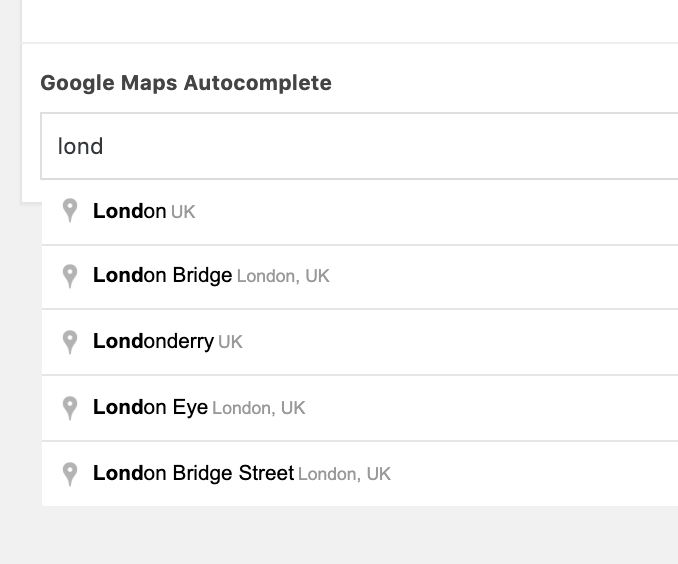 Google Maps Autocomplete
lond
London UK
London Bridge London, UK
Londonderry UK
London Eye London, UK
London Bridge Street London, UK